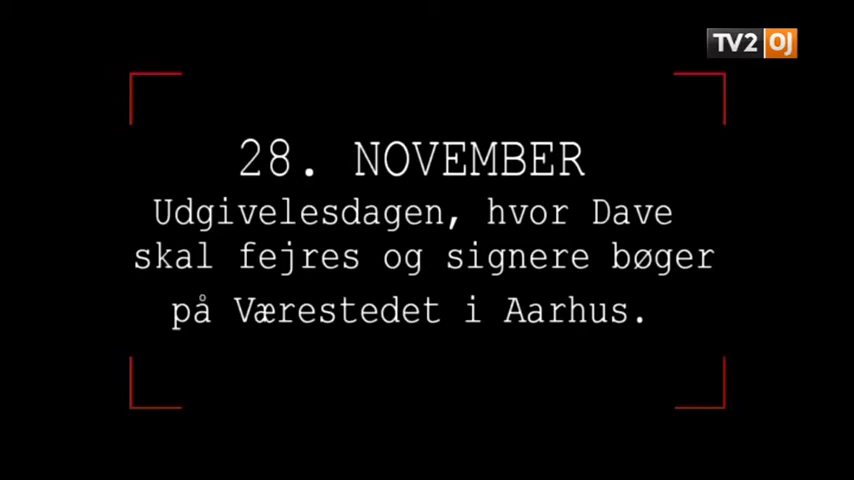 TV2 OJ
28. NOVEMBER
Udgivelesdagen, hvor Dave
skal fejres og signere bøger
på Værestedet i Aarhus.